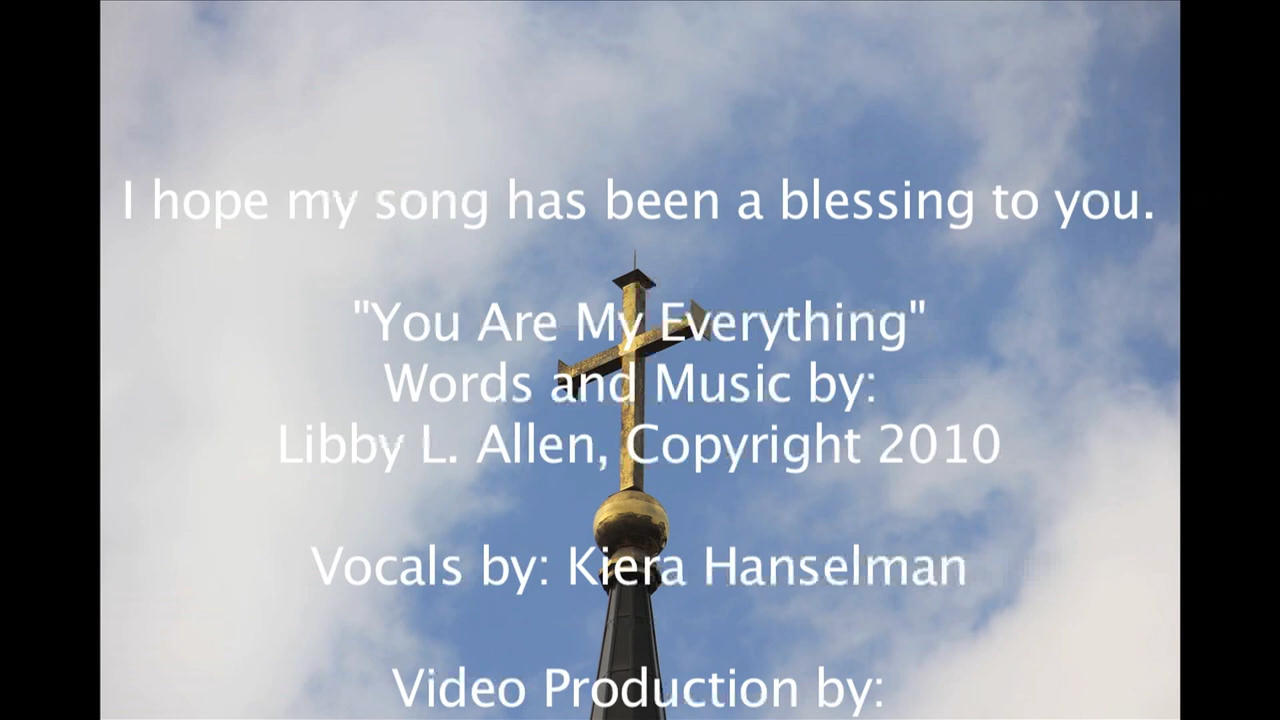 I hope my song has been a blessing to you.
"You Are My Everything"
Words and Music by:
Libby L. Allen, Copyright 2010
Vocals by: Kiera Hanselman
Video Production by: